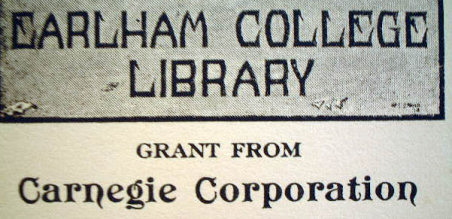 EARLHAM COLLEGE
LIBRARY
GRANT FROM
Carnegie Corporation